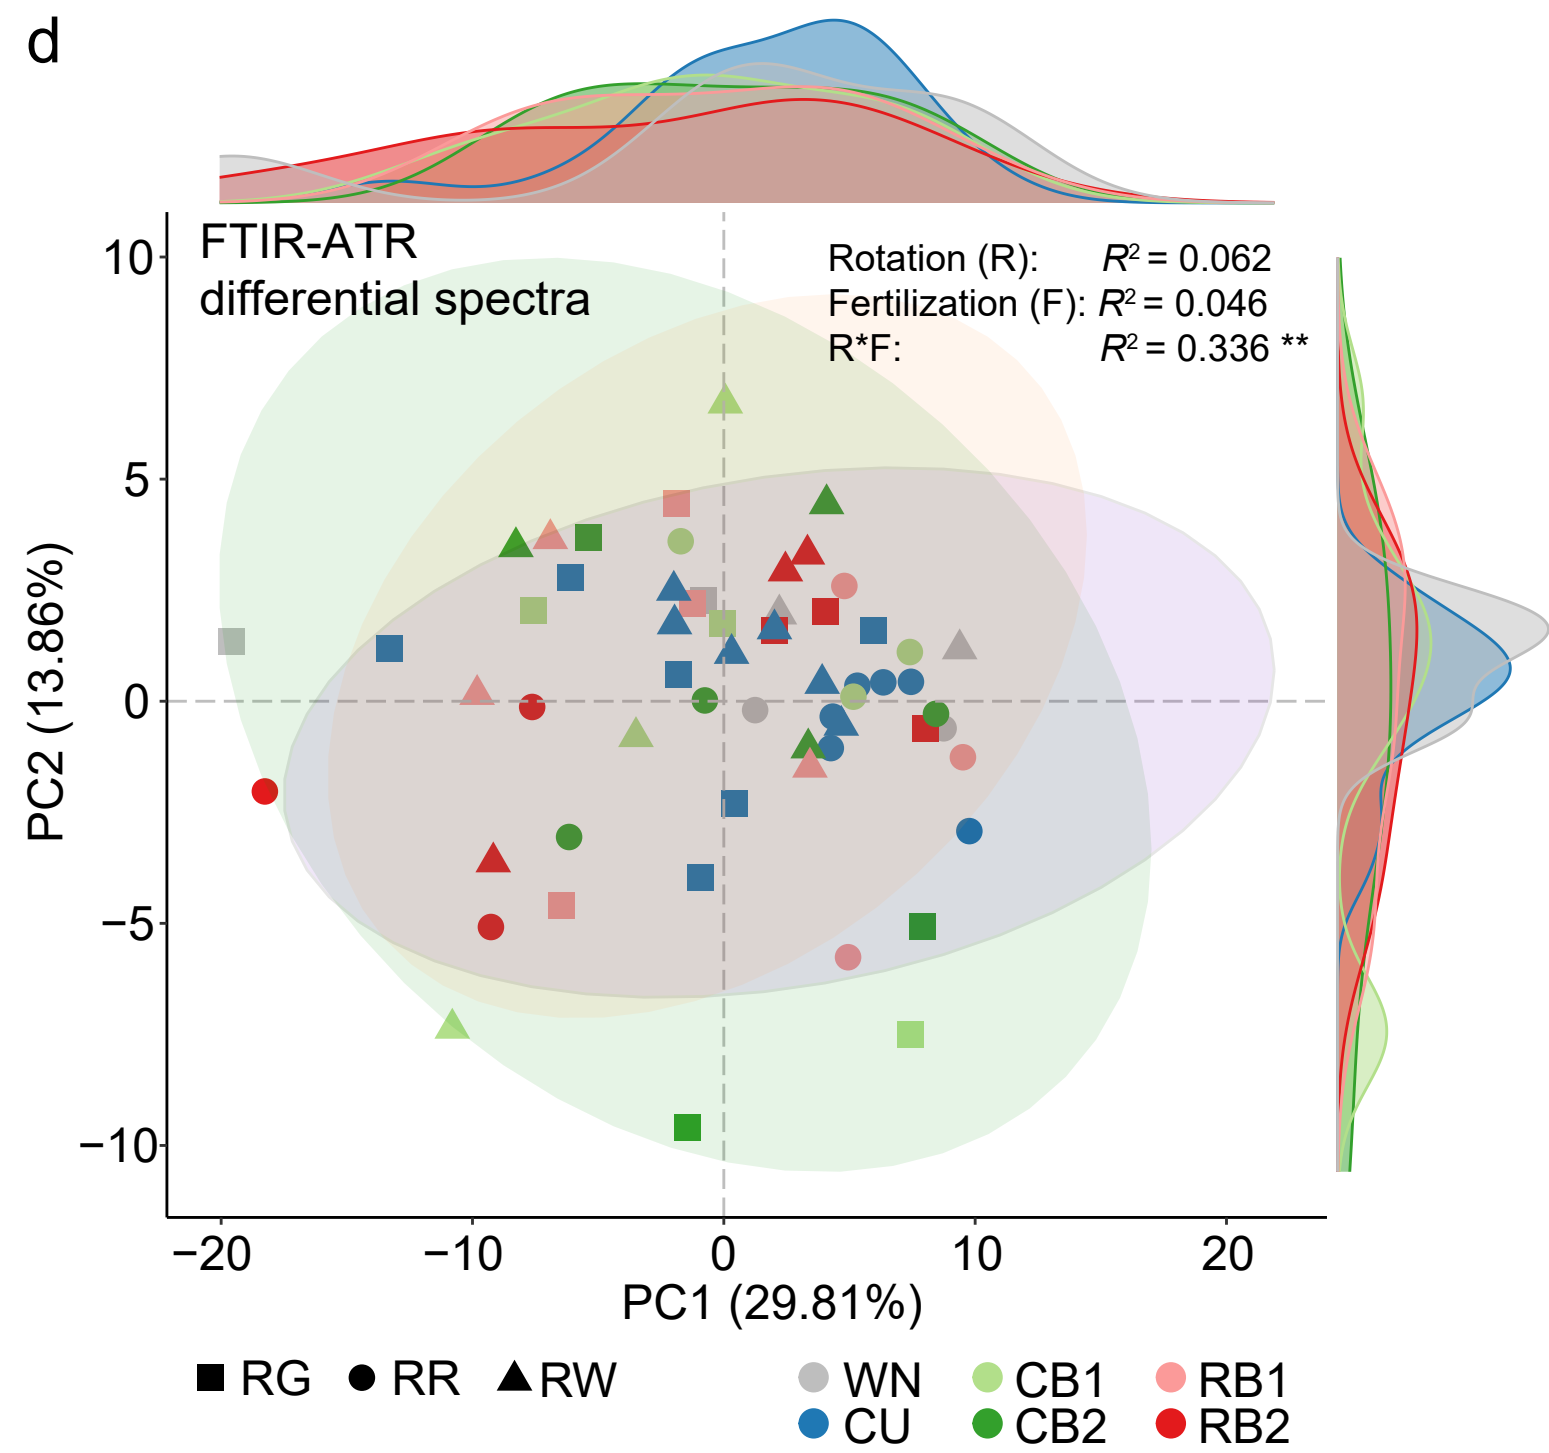 d
FTIR-ATR
differential spectra
Rotation (R): R² = 0.062
Fertilization (F): R² = 0.046
R*F: R² = 0.336 **
10
5
0
−5
−10
PC2 (13.86%)
−20 −10 0 10 20
PC1 (29.81%)
RG RR RW
WN CB1 RB1
CU CB2 RB2